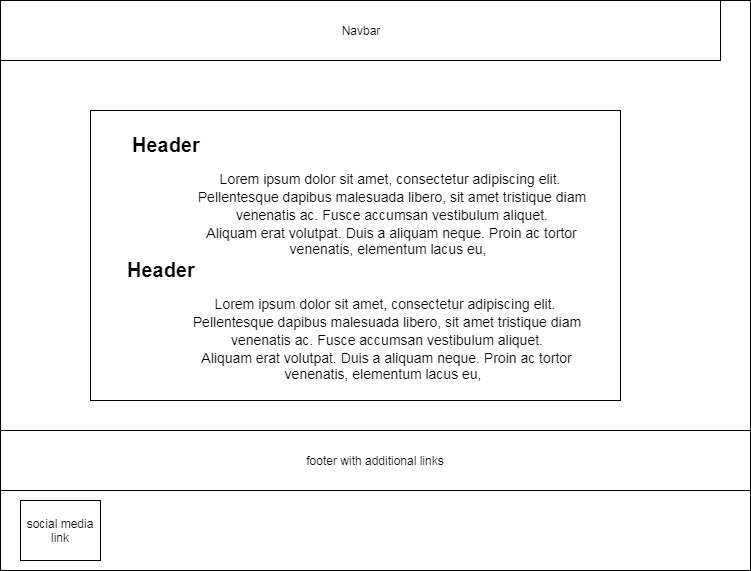 Navbar
Header
Lorem ipsum dolor sit amet, consectetur adipiscing elit.
Pellentesque dapibus malesuada libero, sit amet tristique diam
venenatis ac. Fusce accumsan vestibulum aliquet.
Aliquam erat volutpat. Duis a aliquam neque. Proin ac tortor
venenatis, elementum lacus eu,
Header
Lorem ipsum dolor sit amet, consectetur adipiscing elit.
Pellentesque dapibus malesuada libero, sit amet tristique diam
venenatis ac. Fusce accumsan vestibulum aliquet.
Aliquam erat volutpat. Duis a aliquam neque. Proin ac tortor
venenatis, elementum lacus eu,
footer with additional links
social media
link